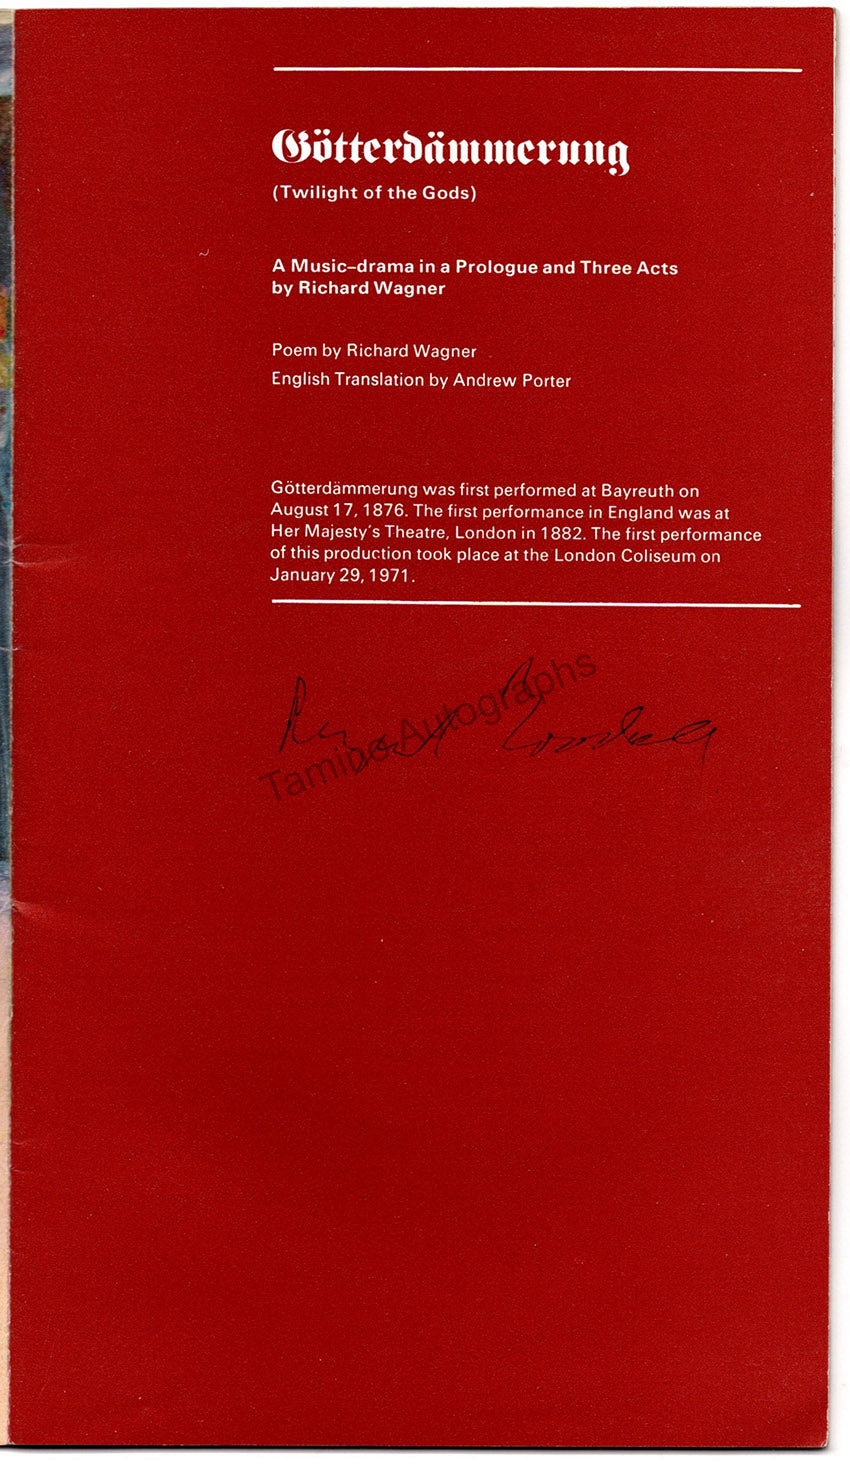 Götterdämmerung
(Twilight of the Gods)
A Music–drama in a Prologue and Three Acts
by Richard Wagner
Poem by Richard Wagner
English Translation by Andrew Porter
Götterdämmerung was first performed at Bayreuth on
August 17, 1876. The first performance in England was at
Her Majesty's Theatre, London in 1882. The first performance
of this production took place at the London Coliseum on
January 29, 1971.
Tamino Autographs